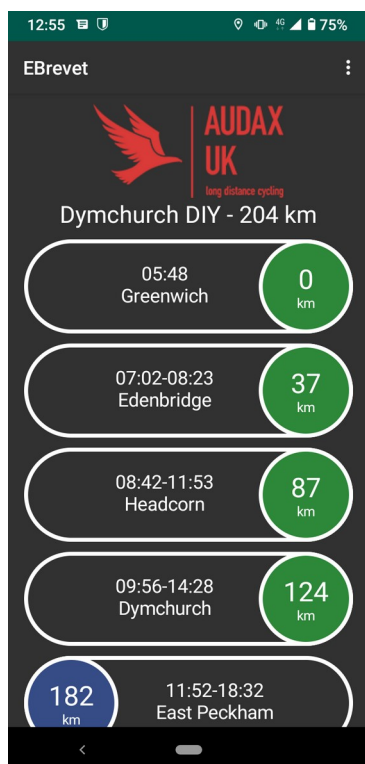 12:55
4G
75%
EBrevet
AUDAX
UK
long distance cycling
Dymchurch DIY - 204 km
05:48
Greenwich
0
km
07:02-08:23
Edenbridge
37
km
08:42-11:53
Headcorn
87
km
09:56-14:28
Dymchurch
124
km
182
km
11:52-18:32
East Peckham